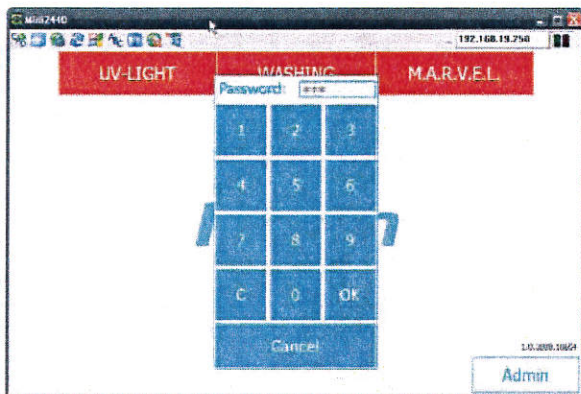 Mini2440
192.168.19.250
UV-LIGHT WASHING M.A.R.V.E.L.
Password: ***
1 2 3
4 5 6
7 8 9
C 0 OK
Cancel
Admin